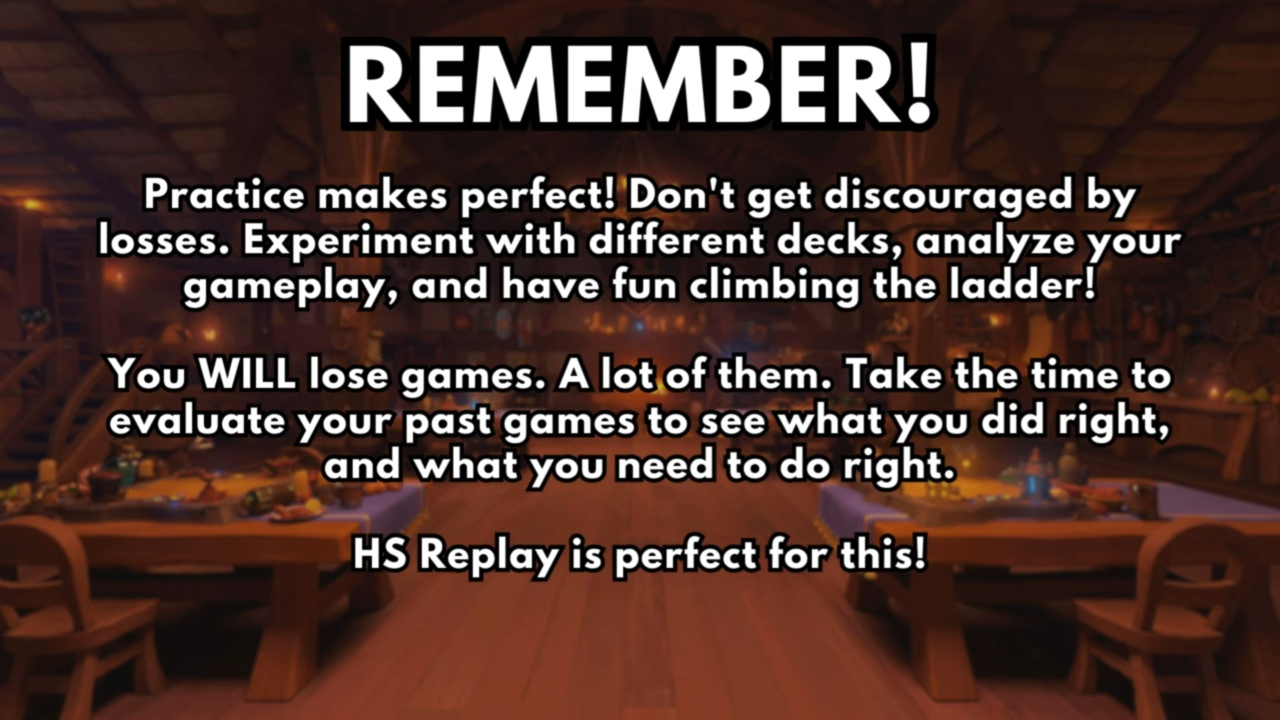 REMEMBER!
Practice makes perfect! Don't get discouraged by
losses. Experiment with different decks, analyze your
gameplay, and have fun climbing the ladder!
You WILL lose games. A lot of them. Take the time to
evaluate your past games to see what you did right,
and what you need to do right.
HS Replay is perfect for this!